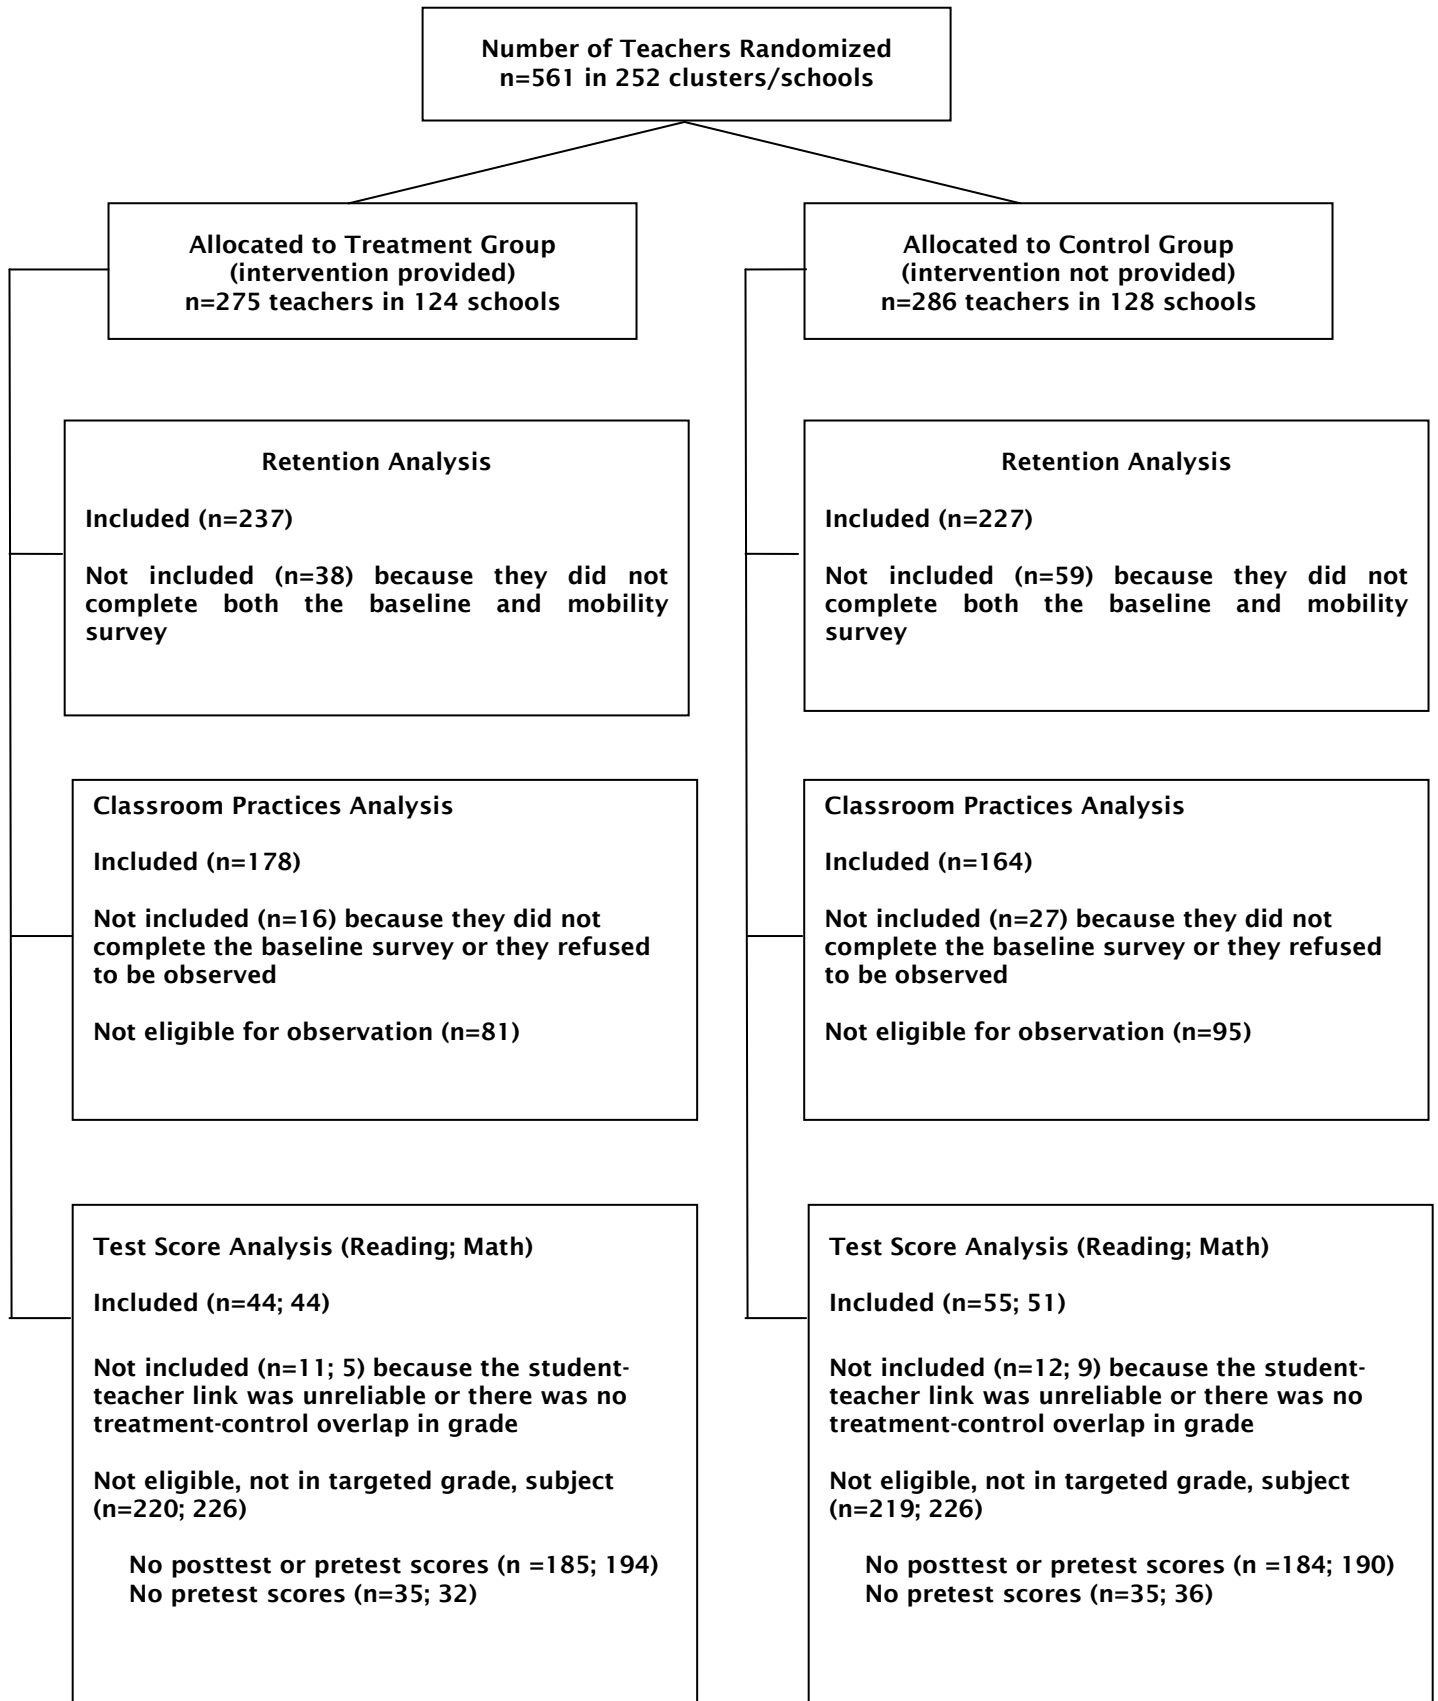 Number of Teachers Randomized
n=561 in 252 clusters/schools
Allocated to Treatment Group
(intervention provided)
n=275 teachers in 124 schools
Allocated to Control Group
(intervention not provided)
n=286 teachers in 128 schools
Retention Analysis
Included (n=237)
Not included (n=38) because they did not
complete both the baseline and mobility
survey
Retention Analysis
Included (n=227)
Not included (n=59) because they did not
complete both the baseline and mobility
survey
Classroom Practices Analysis
Included (n=178)
Not included (n=16) because they did not
complete the baseline survey or they refused
to be observed
Not eligible for observation (n=81)
Classroom Practices Analysis
Included (n=164)
Not included (n=27) because they did not
complete the baseline survey or they refused
to be observed
Not eligible for observation (n=95)
Test Score Analysis (Reading; Math)
Included (n=44; 44)
Not included (n=11; 5) because the student-
teacher link was unreliable or there was no
treatment-control overlap in grade
Not eligible, not in targeted grade, subject
(n=220; 226)
No posttest or pretest scores (n =185; 194)
No pretest scores (n=35; 32)
Test Score Analysis (Reading; Math)
Included (n=55; 51)
Not included (n=12; 9) because the student-
teacher link was unreliable or there was no
treatment-control overlap in grade
Not eligible, not in targeted grade, subject
(n=219; 226)
No posttest or pretest scores (n =184; 190)
No pretest scores (n=35; 36)